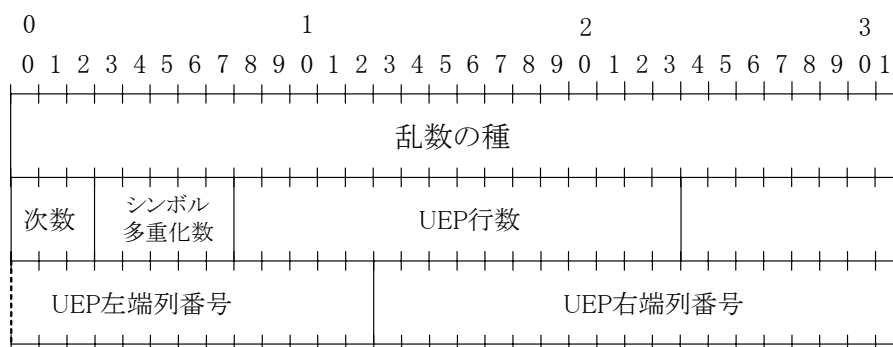 0 1 2 3
0 1 2 3 4 5 6 7 8 9 0 1 2 3 4 5 6 7 8 9 0 1 2 3 4 5 6 7 8 9 0 1
乱数の種
次数
シンボル
多重化数
UEP行数
UEP左端列番号
UEP右端列番号